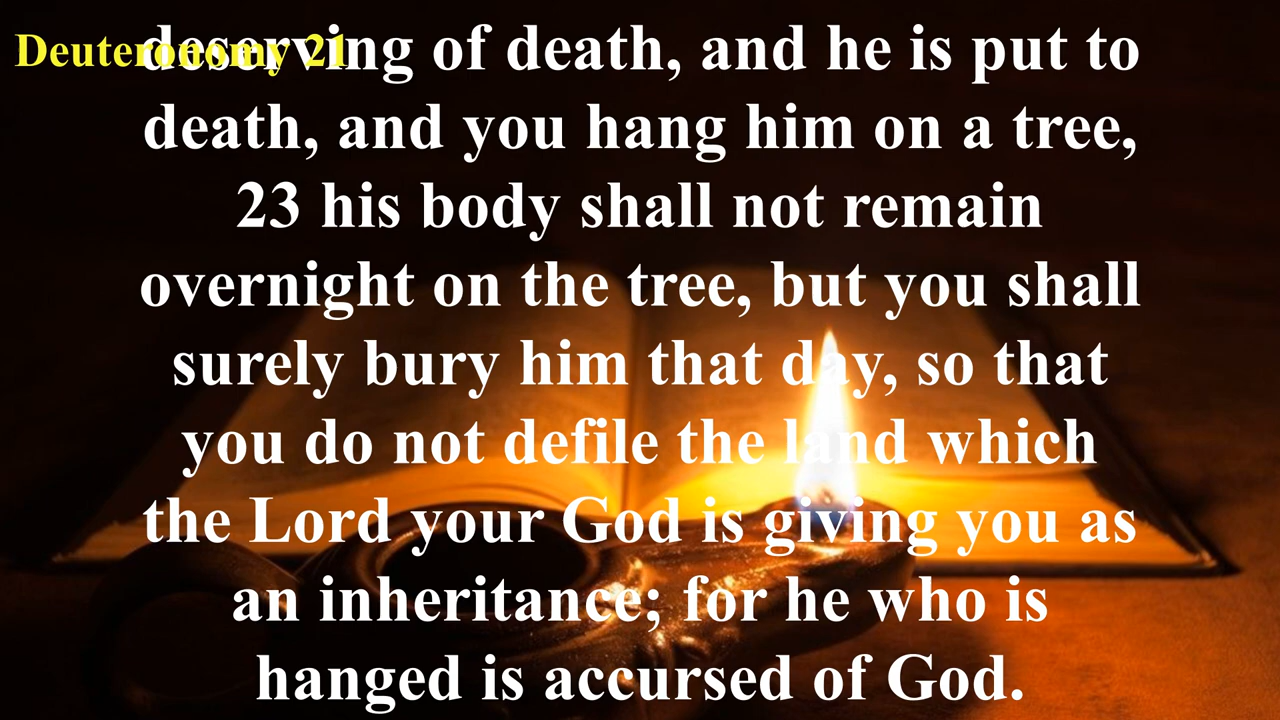 Deuteronomy 21
deserving of death, and he is put to
death, and you hang him on a tree,
23 his body shall not remain
overnight on the tree, but you shall
surely bury him that day, so that
you do not defile the land which
the Lord your God is giving you as
an inheritance; for he who is
hanged is accursed of God.